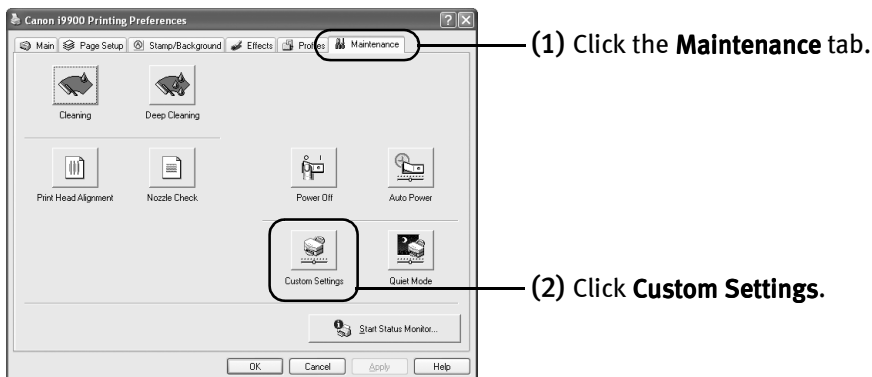 Canon i9900 Printing Preferences
Main Page Setup Stamp/Background Effects Profiles Maintenance
(1) Click the Maintenance tab.
Cleaning Deep Cleaning
Print Head Alignment Nozzle Check Power Off Auto Power
Custom Settings Quiet Mode
(2) Click Custom Settings.
Start Status Monitor...
OK Cancel Apply Help